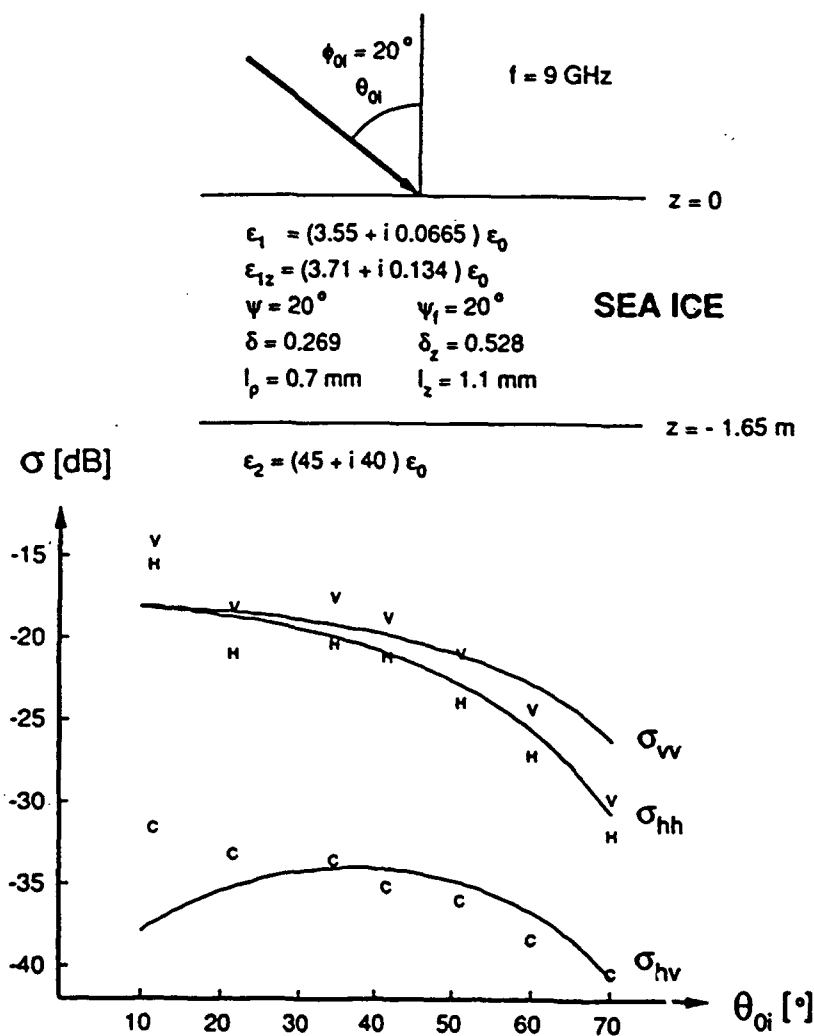 ϕ₀ᵢ = 20°
f = 9 GHz
θ₀ᵢ
z = 0
ε₁ = (3.55 + i 0.0665) ε₀
ε₁z = (3.71 + i 0.134) ε₀
ψ = 20° ψf = 20°
SEA ICE
δ = 0.269 δz = 0.528
lρ = 0.7 mm lz = 1.1 mm
z = - 1.65 m
σ [dB]
ε₂ = (45 + i 40) ε₀
V
-15
H
V
V
V
-20
H
H
H
V
H
V
-25
σvv
H
V
-30
H
σhh
C
C
C
-35
C
C
C
-40
C
σhv
10 20 30 40 50 60 70
θ₀ᵢ [°]